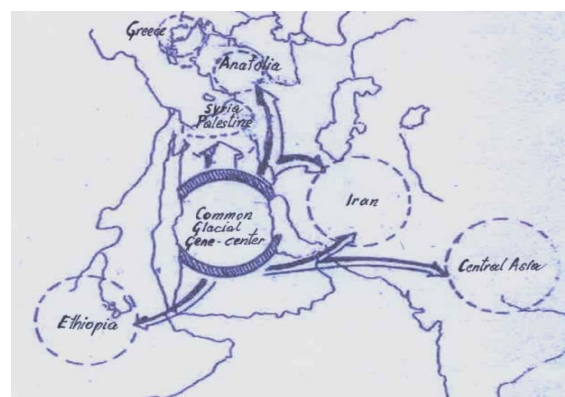 Greece
Anatolia
Syria
Palestine
Common
Glacial
Gene-center
Iran
Central Asia
Ethiopia